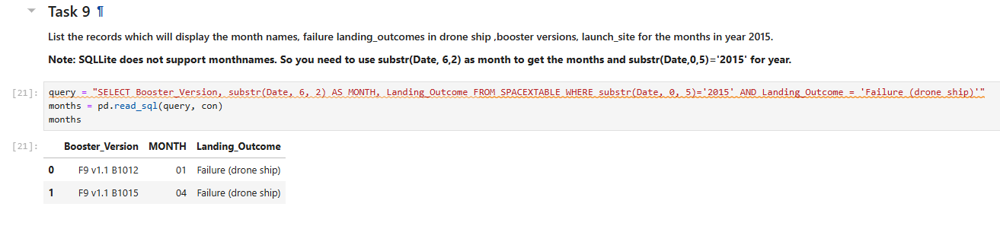 Task 9 ¶
List the records which will display the month names, failure landing_outcomes in drone ship ,booster versions, launch_site for the months in year 2015.
Note: SQLLite does not support monthnames. So you need to use substr(Date, 6,2) as month to get the months and substr(Date,0,5)='2015' for year.
[21]: query = "SELECT Booster_Version, substr(Date, 6, 2) AS MONTH, Landing_Outcome FROM SPACEXTABLE WHERE substr(Date, 0, 5)='2015' AND Landing_Outcome = 'Failure (drone ship)'"
months = pd.read_sql(query, con)
months
[21]: Booster_Version MONTH Landing_Outcome
0 F9 v1.1 B1012 01 Failure (drone ship)
1 F9 v1.1 B1015 04 Failure (drone ship)